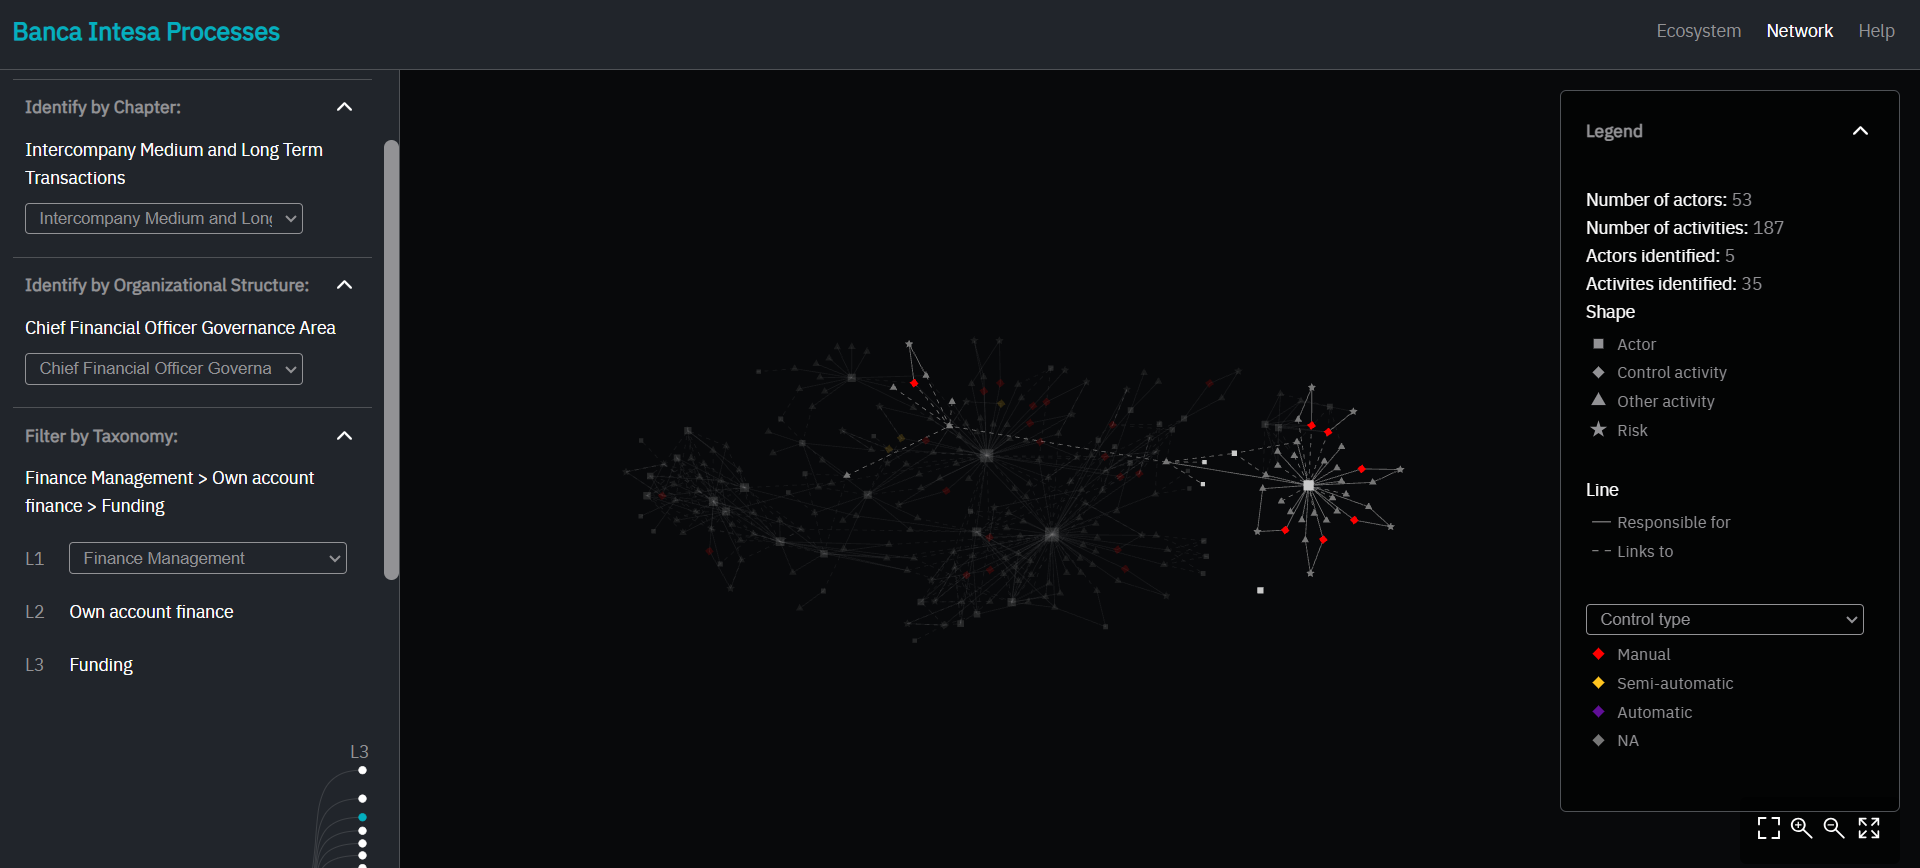 Banca Intesa Processes
Ecosystem
Network
Help
Identify by Chapter:
Intercompany Medium and Long Term
Transactions
Intercompany Medium and Long
Identify by Organizational Structure:
Chief Financial Officer Governance Area
Chief Financial Officer Governa
Filter by Taxonomy:
Finance Management > Own account
finance > Funding
L1 Finance Management
L2 Own account finance
L3 Funding
L3
Legend
Number of actors: 53
Number of activities: 187
Actors identified: 5
Activites identified: 35
Shape
Actor
Control activity
Other activity
Risk
Line
Responsible for
Links to
Control type
Manual
Semi-automatic
Automatic
NA